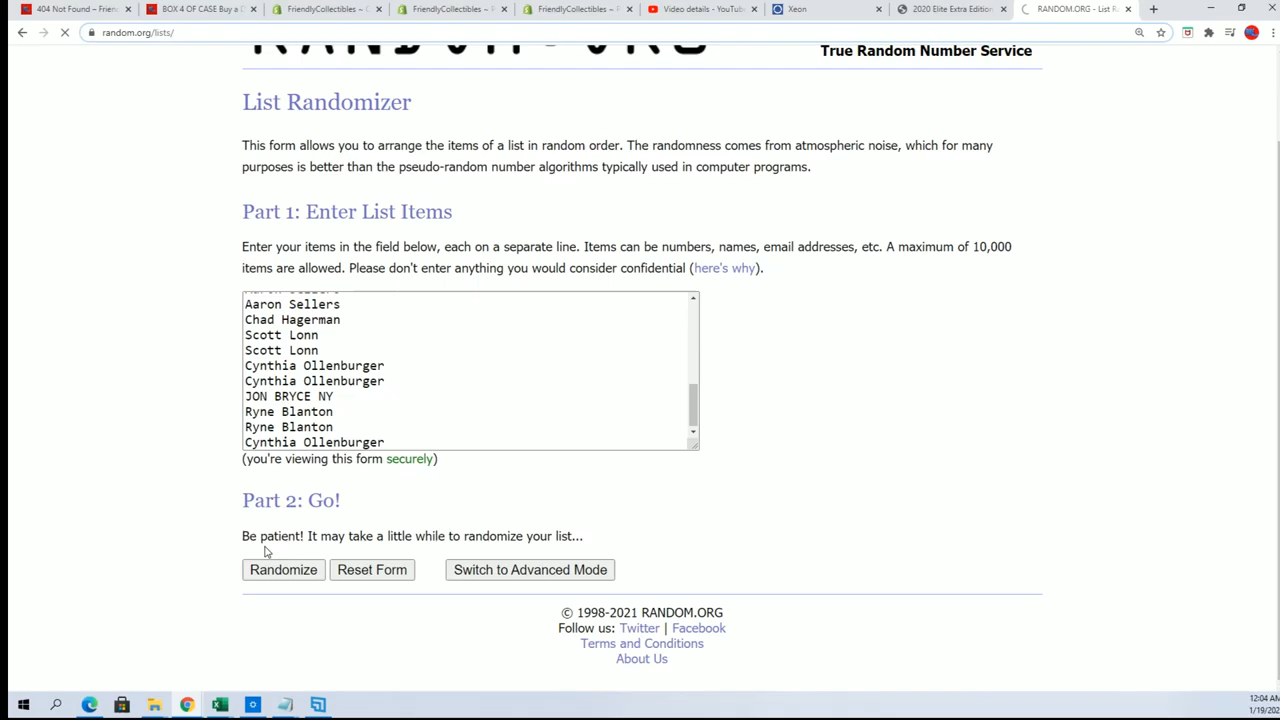 404 Not Found – Frien
BOX 4 OF CASE Buy a D
FriendlyCollectibles ~ C
FriendlyCollectibles ~ E
FriendlyCollectibles ~ R
Video details - YouTube
Xeon
2020 Elite Extra Edition
RANDOM.ORG - List R
random.org/lists/
RANDOM.ORG
True Random Number Service
List Randomizer
This form allows you to arrange the items of a list in random order. The randomness comes from atmospheric noise, which for many
purposes is better than the pseudo-random number algorithms typically used in computer programs.
Part 1: Enter List Items
Enter your items in the field below, each on a separate line. Items can be numbers, names, email addresses, etc. A maximum of 10,000
items are allowed. Please don't enter anything you would consider confidential (here's why).
Aaron Sellers
Chad Hagerman
Scott Lonn
Scott Lonn
Cynthia Ollenburger
Cynthia Ollenburger
JON BRYCE NY
Ryne Blanton
Ryne Blanton
Cynthia Ollenburger
(you're viewing this form securely)
Part 2: Go!
Be patient! It may take a little while to randomize your list...
Randomize
Reset Form
Switch to Advanced Mode
© 1998-2021 RANDOM.ORG
Follow us: Twitter | Facebook
Terms and Conditions
About Us
12:04 AM
1/19/202